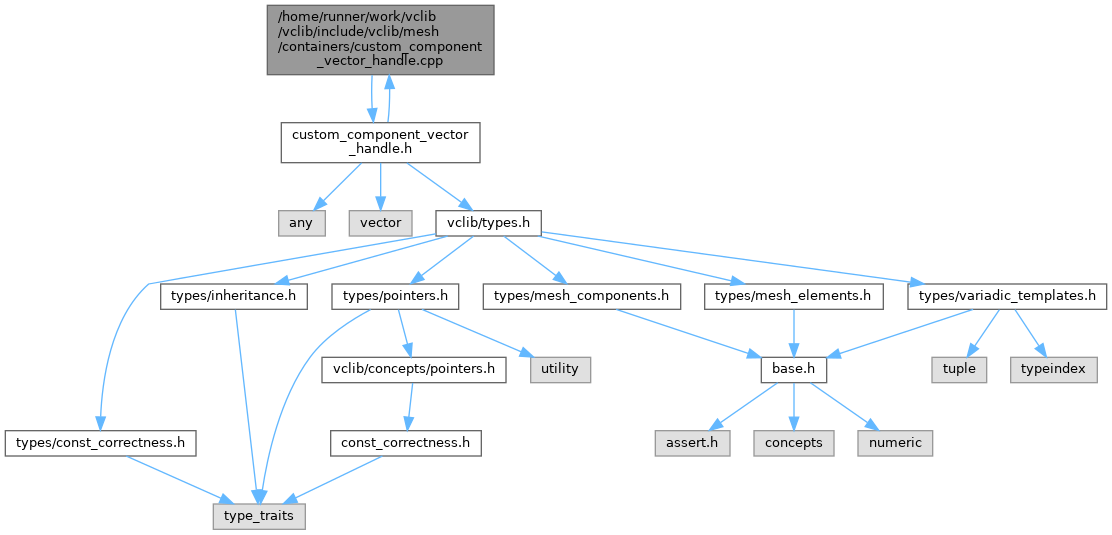 /home/runner/work/vclib
/vclib/include/vclib/mesh
/containers/custom_component
_vector_handle.cpp
custom_component_vector
_handle.h
any
vector
vclib/types.h
types/inheritance.h
types/pointers.h
types/mesh_components.h
types/mesh_elements.h
types/variadic_templates.h
vclib/concepts/pointers.h
utility
base.h
tuple
typeindex
types/const_correctness.h
const_correctness.h
assert.h
concepts
numeric
type_traits